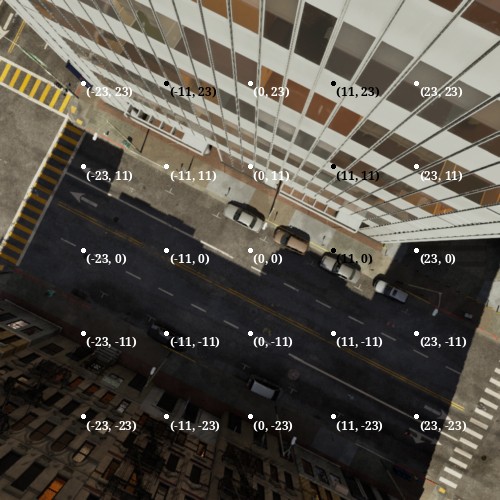 (-23, 23) (-11, 23) (0, 23) (11, 23) (23, 23)
(-23, 11) (-11, 11) (0, 11) (11, 11) (23, 11)
(-23, 0) (-11, 0) (0, 0) (11, 0) (23, 0)
(-23, -11) (-11, -11) (0, -11) (11, -11) (23, -11)
(-23, -23) (-11, -23) (0, -23) (11, -23) (23, -23)